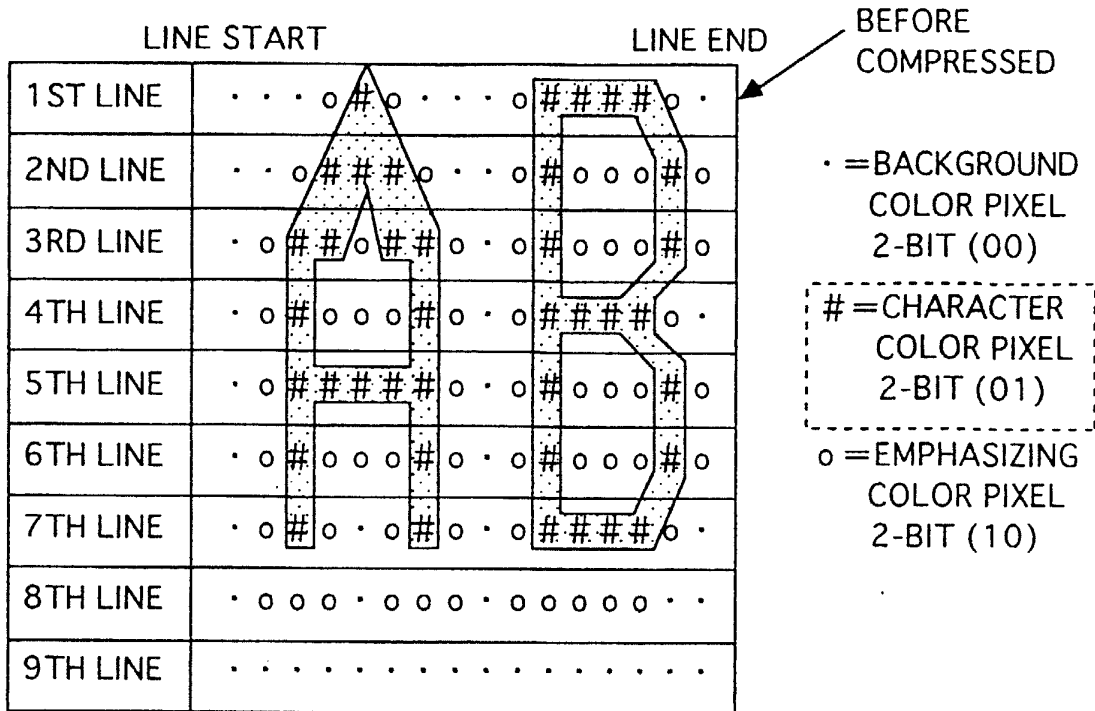 LINE START
LINE END
BEFORE
COMPRESSED
1ST LINE · · · o # o · · · o # # # # o ·
2ND LINE · · o # # # o · · o # o o o # o
3RD LINE · o # # o # # o · o # o o o # o
4TH LINE · o # o o o # o · o # # # # o ·
5TH LINE · o # # # # # o · o # o o o # o
6TH LINE · o # o o o # o · o # o o o # o
7TH LINE · o # o · o # o · o # # # # o ·
8TH LINE · o o o · o o o · o o o o o · ·
9TH LINE · · · · · · · · · · · · · · · ·
· =BACKGROUND
COLOR PIXEL
2-BIT (00)
# =CHARACTER
COLOR PIXEL
2-BIT (01)
o =EMPHASIZING
COLOR PIXEL
2-BIT (10)